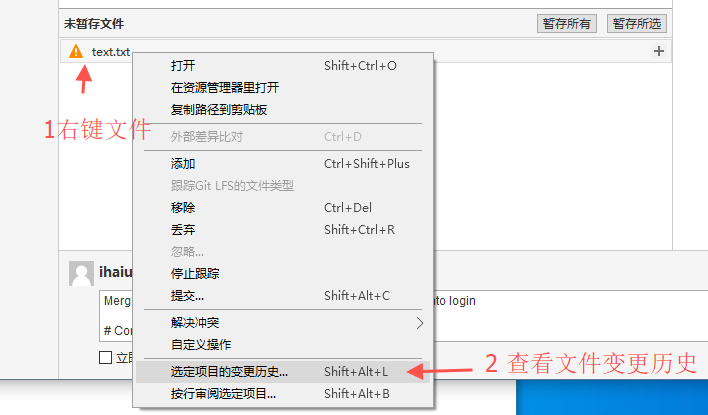 未暂存文件 暂存所有 暂存所选
text.txt
1右键文件
打开 Shift+Ctrl+O
在资源管理器里打开
复制路径到剪贴板
外部差异比对 Ctrl+D
添加 Ctrl+Shift+Plus
跟踪Git LFS的文件类型
移除 Ctrl+Del
丢弃 Shift+Ctrl+R
忽略...
停止跟踪
提交... Shift+Alt+C
解决冲突
自定义操作
选定项目的变更历史... Shift+Alt+L
按行审阅选定项目... Shift+Alt+B
2 查看文件变更历史
ihaiu
Merg nto login
# Con
立即